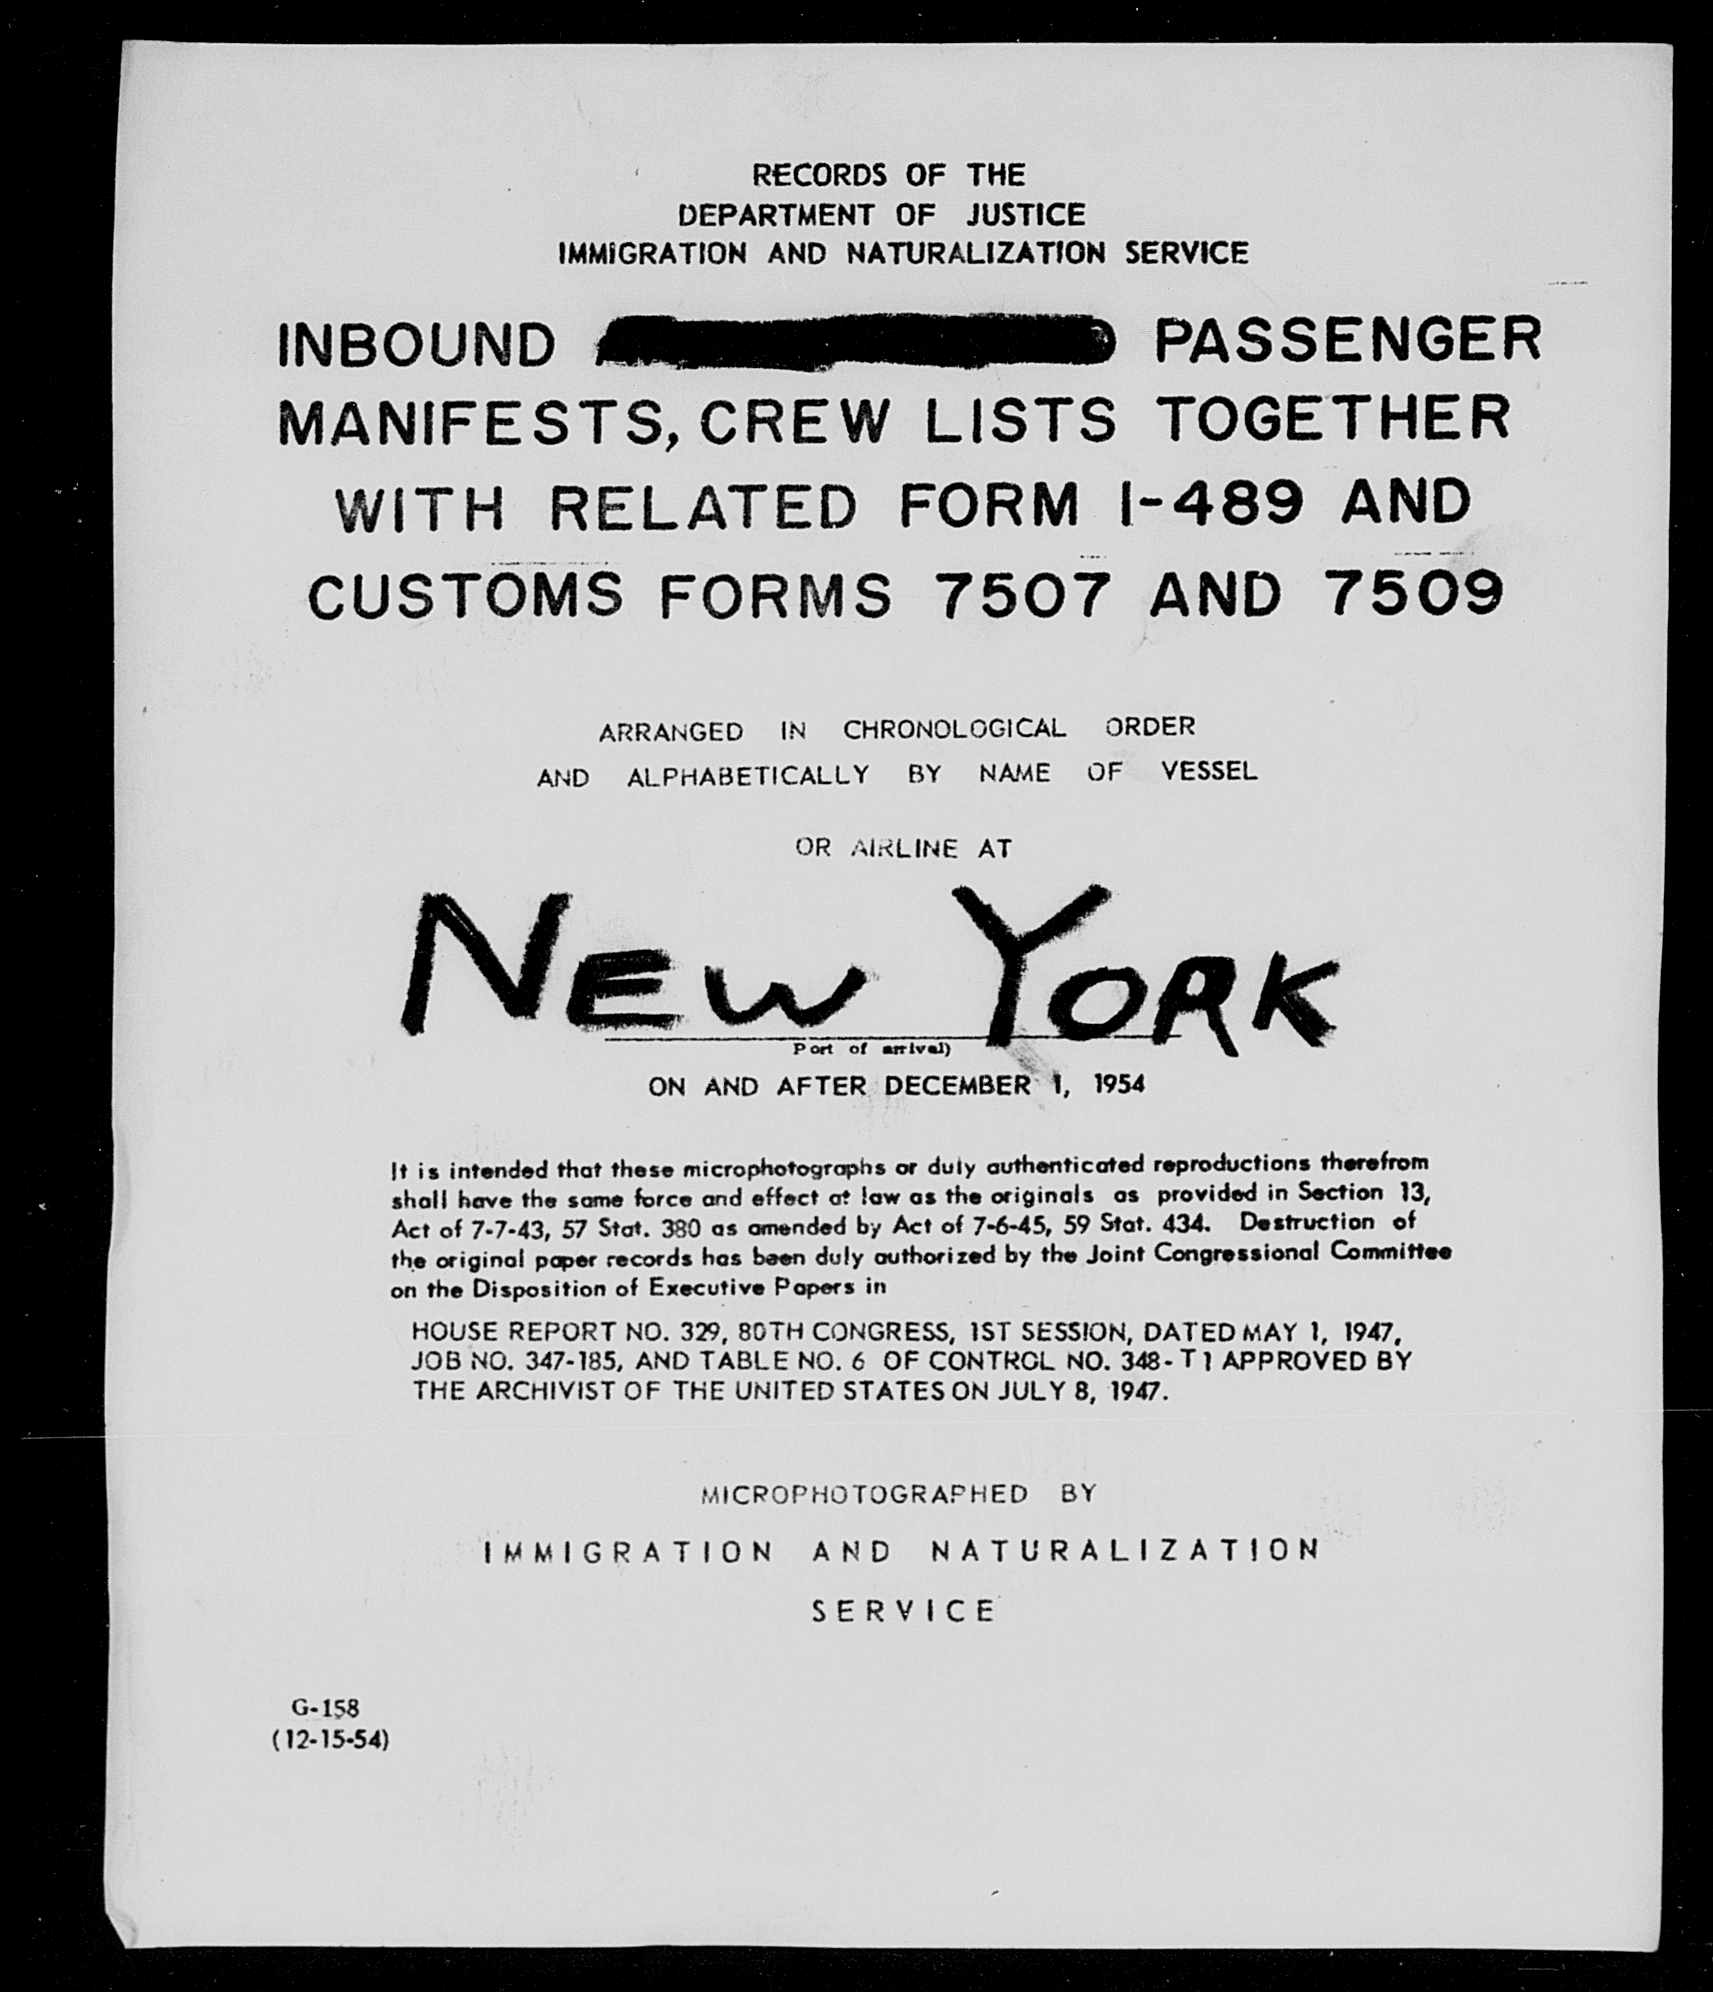 RECORDS OF THE
DEPARTMENT OF JUSTICE
IMMIGRATION AND NATURALIZATION SERVICE
INBOUND PASSENGER
MANIFESTS, CREW LISTS TOGETHER
WITH RELATED FORM I-489 AND
CUSTOMS FORMS 7507 AND 7509
ARRANGED IN CHRONOLOGICAL ORDER
AND ALPHABETICALLY BY NAME OF VESSEL
OR AIRLINE AT
NEW YORK
Port of arrival)
ON AND AFTER DECEMBER 1, 1954
It is intended that these microphotographs or duly authenticated reproductions therefrom
shall have the same force and effect at law as the originals as provided in Section 13,
Act of 7-7-43, 57 Stat. 380 as amended by Act of 7-6-45, 59 Stat. 434. Destruction of
the original paper records has been duly authorized by the Joint Congressional Committee
on the Disposition of Executive Papers in
HOUSE REPORT NO. 329, 80TH CONGRESS, 1ST SESSION, DATED MAY 1, 1947,
JOB NO. 347-185, AND TABLE NO. 6 OF CONTROL NO. 348-T1 APPROVED BY
THE ARCHIVIST OF THE UNITED STATES ON JULY 8, 1947.
MICROPHOTOGRAPHED BY
IMMIGRATION AND NATURALIZATION
SERVICE
G-158
(12-15-54)